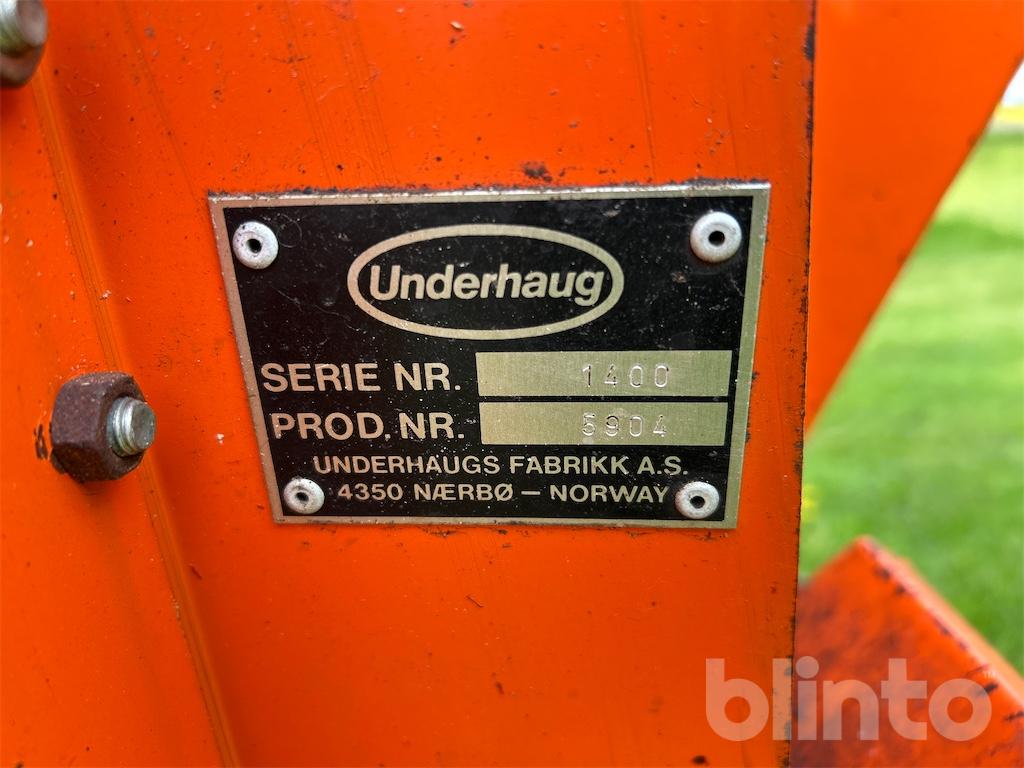 Underhaug
SERIE NR. 1400
PROD. NR. 5904
UNDERHAUGS FABRIKK A.S.
4350 NÆRBØ – NORWAY
blinto